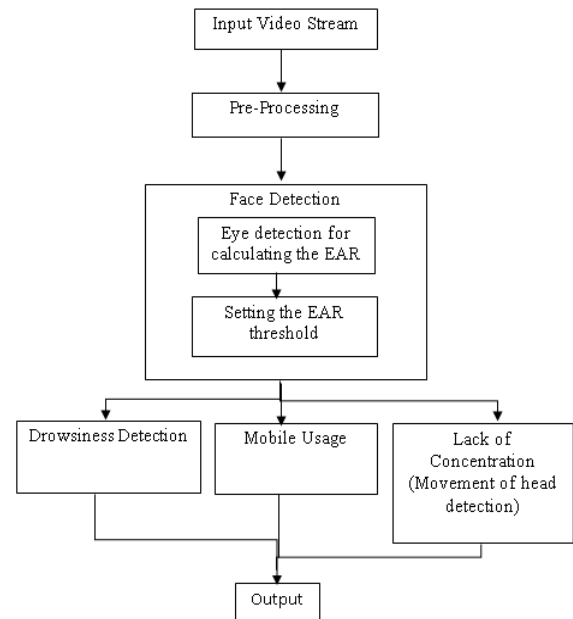 Input Video Stream
Pre-Processing
Face Detection
Eye detection for
calculating the EAR
Setting the EAR
threshold
Drowsiness Detection
Mobile Usage
Lack of
Concentration
(Movement of head
detection)
Output